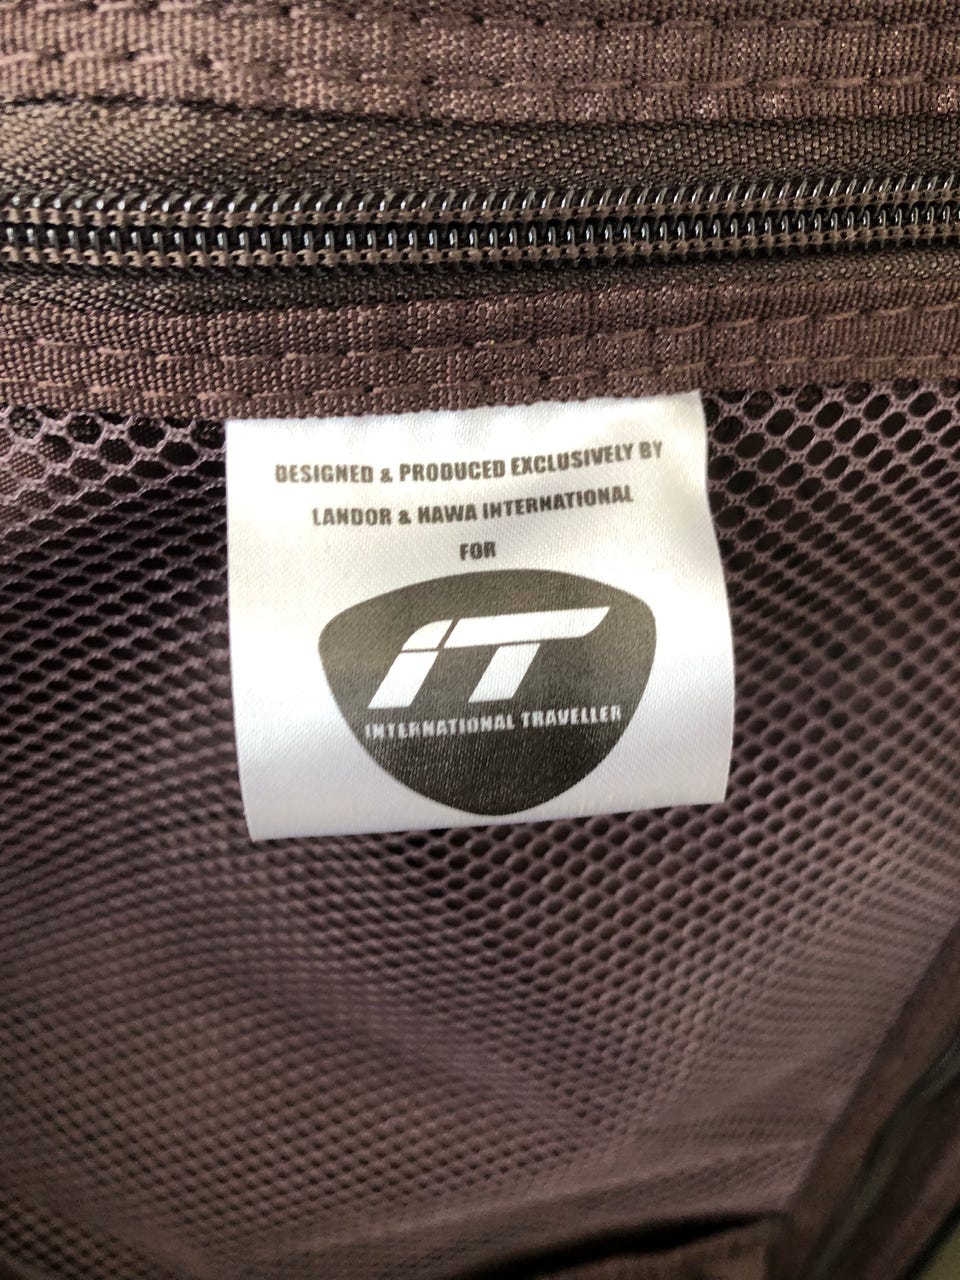 DESIGNED & PRODUCED EXCLUSIVELY BY
LANDOR & HAWA INTERNATIONAL
FOR
iT
INTERNATIONAL TRAVELLER